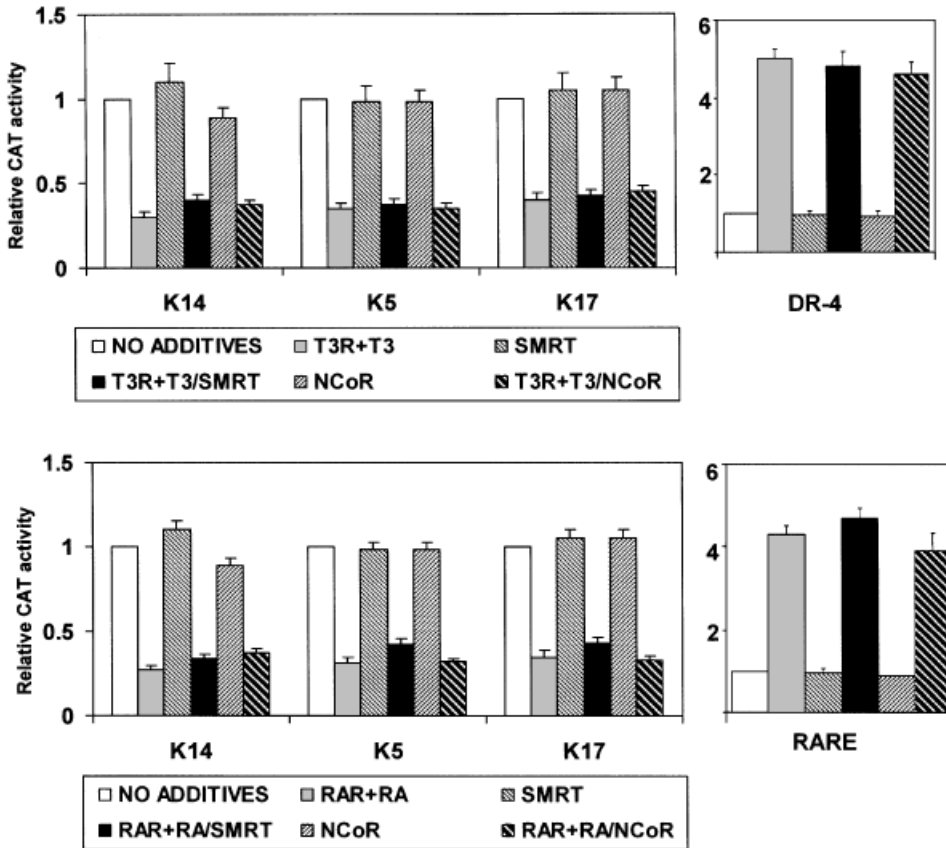 Relative CAT activity
1.5
1
0.5
0
K14 K5 K17
6
4
2
DR-4
NO ADDITIVES T3R+T3 SMRT
T3R+T3/SMRT NCoR T3R+T3/NCoR
Relative CAT activity
1.5
1
0.5
0
K14 K5 K17
6
4
2
RARE
NO ADDITIVES RAR+RA SMRT
RAR+RA/SMRT NCoR RAR+RA/NCoR